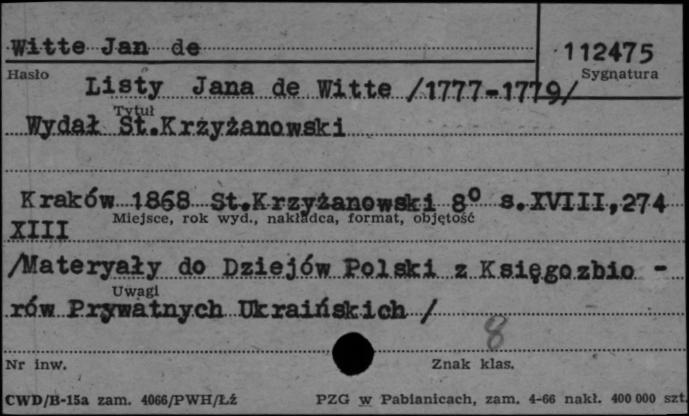 Witte Jan de
112475
Hasło
Sygnatura
Listy Jana de Witte /1777-1779/
Tytuł
Wydał St.Krzyżanowski
Kraków 1868 St.Krzyżanowski 8° s.XVIII,274
Miejsce, rok wyd., nakładca, format, objętość
XIII
/Materyały do Dziejów Polski z Księgozbio -
Uwagi
rów Prywatnych Ukraińskich /
8
Nr inw.
Znak klas.
CWD/B-15a zam. 4066/PWH/Łż
PZG w Pabianicach, zam. 4-66 nakł. 400 000 szt.